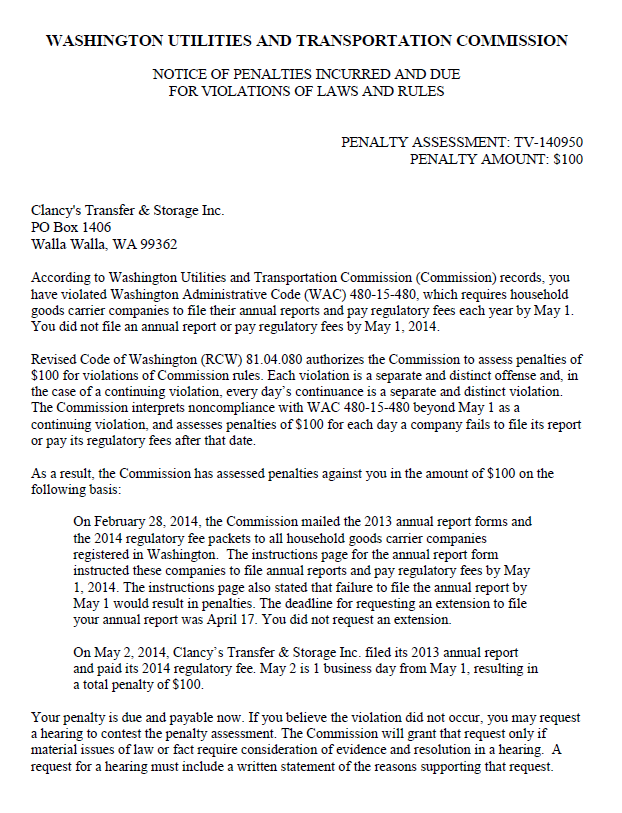 WASHINGTON UTILITIES AND TRANSPORTATION COMMISSION
NOTICE OF PENALTIES INCURRED AND DUE
FOR VIOLATIONS OF LAWS AND RULES
PENALTY ASSESSMENT: TV-140950
PENALTY AMOUNT: $100
Clancy's Transfer & Storage Inc.
PO Box 1406
Walla Walla, WA 99362
According to Washington Utilities and Transportation Commission (Commission) records, you
have violated Washington Administrative Code (WAC) 480-15-480, which requires household
goods carrier companies to file their annual reports and pay regulatory fees each year by May 1.
You did not file an annual report or pay regulatory fees by May 1, 2014.
Revised Code of Washington (RCW) 81.04.080 authorizes the Commission to assess penalties of
$100 for violations of Commission rules. Each violation is a separate and distinct offense and, in
the case of a continuing violation, every day's continuance is a separate and distinct violation.
The Commission interprets noncompliance with WAC 480-15-480 beyond May 1 as a
continuing violation, and assesses penalties of $100 for each day a company fails to file its report
or pay its regulatory fees after that date.
As a result, the Commission has assessed penalties against you in the amount of $100 on the
following basis:
On February 28, 2014, the Commission mailed the 2013 annual report forms and
the 2014 regulatory fee packets to all household goods carrier companies
registered in Washington.  The instructions page for the annual report form
instructed these companies to file annual reports and pay regulatory fees by May
1, 2014. The instructions page also stated that failure to file the annual report by
May 1 would result in penalties. The deadline for requesting an extension to file
your annual report was April 17. You did not request an extension.
On May 2, 2014, Clancy's Transfer & Storage Inc. filed its 2013 annual report
and paid its 2014 regulatory fee. May 2 is 1 business day from May 1, resulting in
a total penalty of $100.
Your penalty is due and payable now. If you believe the violation did not occur, you may request
a hearing to contest the penalty assessment. The Commission will grant that request only if
material issues of law or fact require consideration of evidence and resolution in a hearing.  A
request for a hearing must include a written statement of the reasons supporting that request.